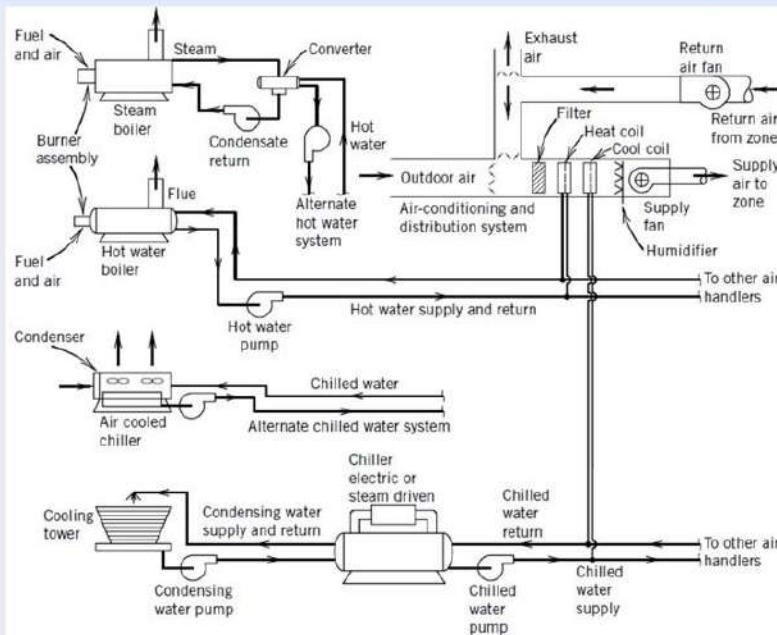 Fuel
and air
Steam
boiler
Burner
assembly
Steam
Converter
Condensate
return
Hot
water
Alternate
hot water
system
Exhaust
air
Return
air fan
Return air
from zone
Filter
Heat coil
Cool coil
Outdoor air
Supply
air to
zone
Supply
fan
Humidifier
Air-conditioning and
distribution system
Flue
Hot water
boiler
Fuel
and air
Hot water
pump
Hot water supply and return
To other air
handlers
Condenser
Air cooled
chiller
Chilled water
Alternate chilled water system
Cooling
tower
Condensing water
supply and return
Condensing
water pump
Chiller
electric or
steam driven
Chilled
water
return
Chilled
water
pump
Chilled
water
supply
To other air
handlers